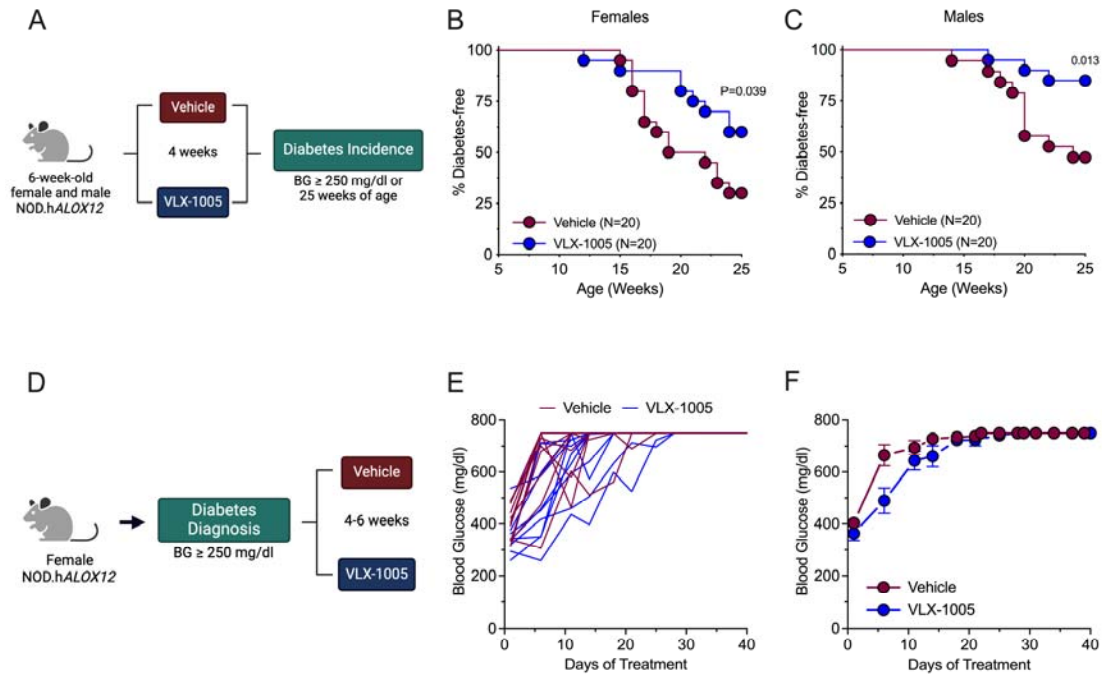 A
Vehicle
4 weeks
VLX-1005
6-week-old
female and male
NOD.hALOX12
Diabetes Incidence
BG ≥ 250 mg/dl or
25 weeks of age
B
Females
% Diabetes-free
100
75
50
25
0
P=0.039
Vehicle (N=20)
VLX-1005 (N=20)
5 10 15 20 25
Age (Weeks)
C
Males
% Diabetes-free
100
75
50
25
0
0.013
Vehicle (N=20)
VLX-1005 (N=20)
5 10 15 20 25
Age (Weeks)
D
Female
NOD.hALOX12
Diabetes
Diagnosis
BG ≥ 250 mg/dl
Vehicle
4-6 weeks
VLX-1005
E
Vehicle VLX-1005
Blood Glucose (mg/dl)
800
600
400
200
0
0 10 20 30 40
Days of Treatment
F
Blood Glucose (mg/dl)
800
600
400
200
0
Vehicle
VLX-1005
0 10 20 30 40
Days of Treatment